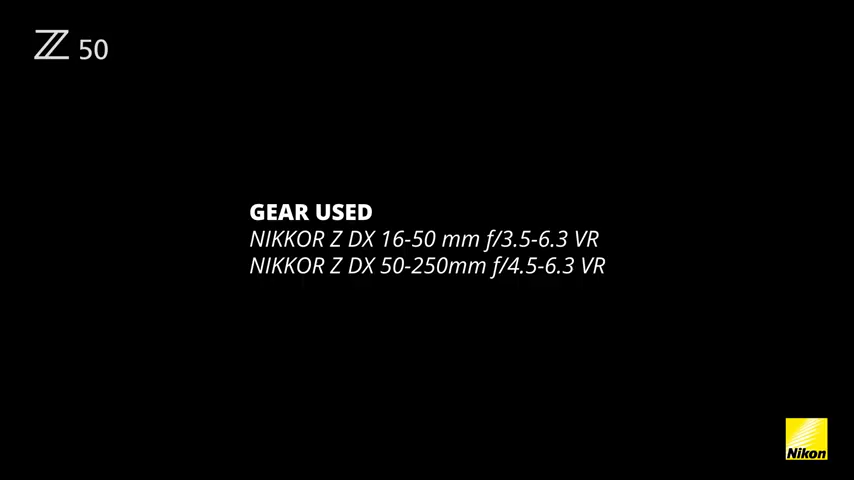 Z 50
GEAR USED
NIKKOR Z DX 16-50 mm f/3.5-6.3 VR
NIKKOR Z DX 50-250mm f/4.5-6.3 VR
Nikon